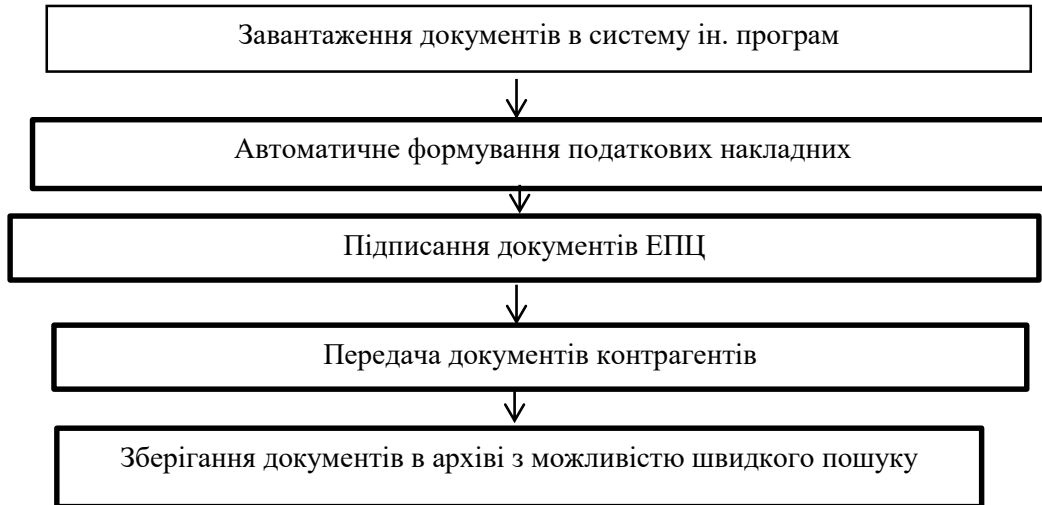 Завантаження документів в систему ін. програм
Автоматичне формування податкових накладних
Підписання документів ЕПЦ
Передача документів контрагентів
Зберігання документів в архіві з можливістю швидкого пошуку